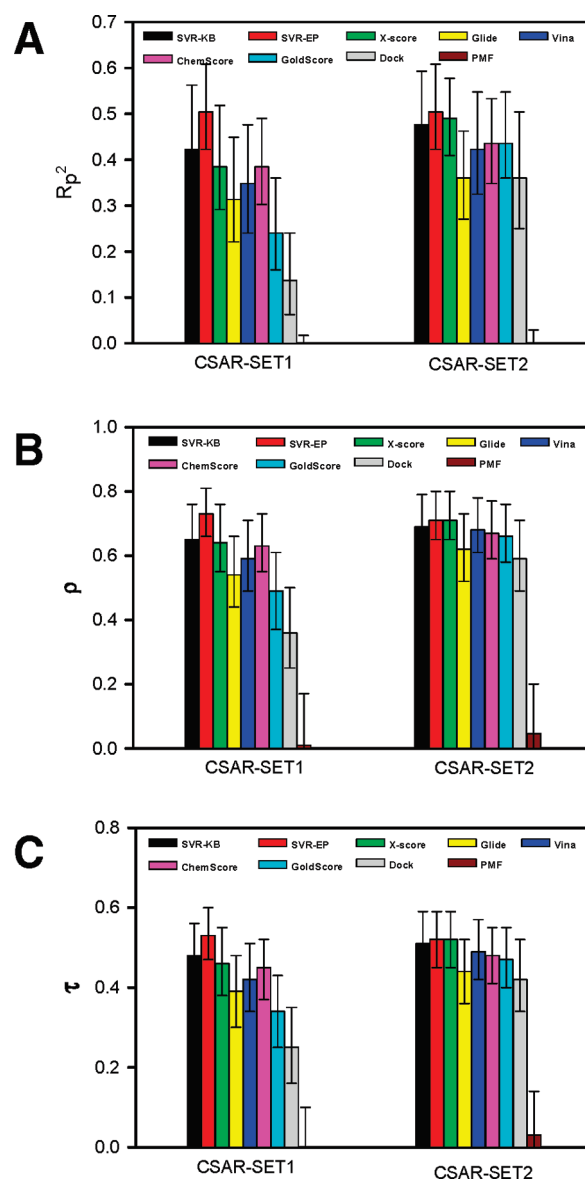 A
SVR-KB SVR-EP X-score Glide Vina
ChemScore GoldScore Dock PMF
0.7
0.6
0.5
0.4
0.3
0.2
0.1
0.0
Rp²
CSAR-SET1 CSAR-SET2
B
SVR-KB SVR-EP X-score Glide Vina
ChemScore GoldScore Dock PMF
1.0
0.8
0.6
0.4
0.2
0.0
ρ
CSAR-SET1 CSAR-SET2
C
SVR-KB SVR-EP X-score Glide Vina
ChemScore GoldScore Dock PMF
0.8
0.6
0.4
0.2
0.0
τ
CSAR-SET1 CSAR-SET2